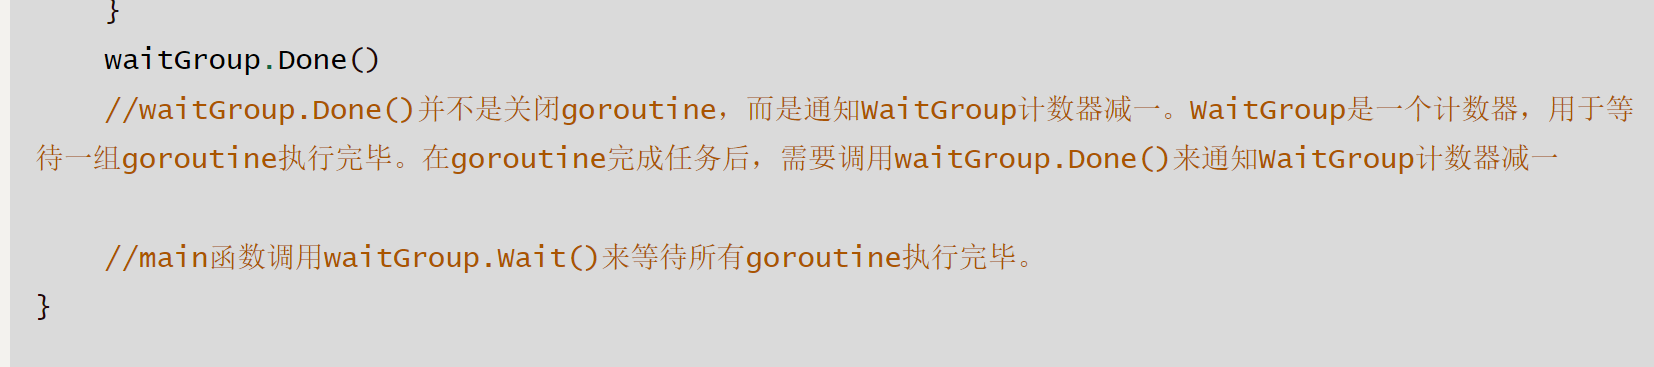 }
waitGroup.Done()
//waitGroup.Done()并不是关闭goroutine，而是通知WaitGroup计数器减一。WaitGroup是一个计数器，用于等
待一组goroutine执行完毕。在goroutine完成任务后，需要调用waitGroup.Done()来通知WaitGroup计数器减一
//main函数调用waitGroup.Wait()来等待所有goroutine执行完毕。
}